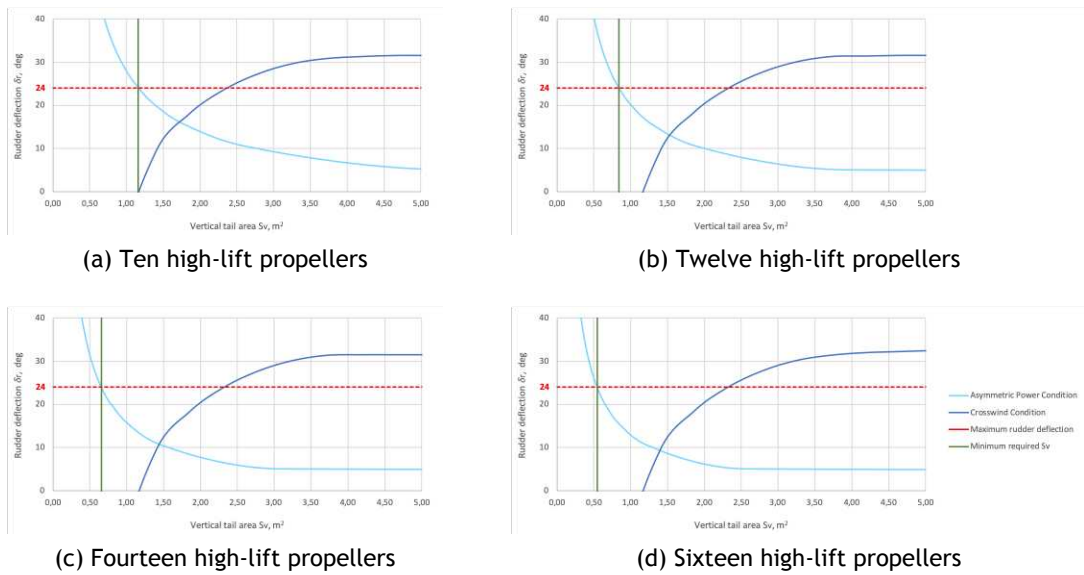 40
30
24
20
10
0
Rudder deflection δr, deg
0,00 0,50 1,00 1,50 2,00 2,50 3,00 3,50 4,00 4,50 5,00
Vertical tail area Sv, m²
(a) Ten high-lift propellers
40
30
24
20
10
0
Rudder deflection δr, deg
0,00 0,50 1,00 1,50 2,00 2,50 3,00 3,50 4,00 4,50 5,00
Vertical tail area Sv, m²
(b) Twelve high-lift propellers
40
30
24
20
10
0
Rudder deflection δr, deg
0,00 0,50 1,00 1,50 2,00 2,50 3,00 3,50 4,00 4,50 5,00
Vertical tail area Sv, m²
(c) Fourteen high-lift propellers
40
30
24
20
10
0
Rudder deflection δr, deg
0,00 0,50 1,00 1,50 2,00 2,50 3,00 3,50 4,00 4,50 5,00
Vertical tail area Sv, m²
Asymmetric Power Condition
Crosswind Condition
Maximum rudder deflection
Minimum required Sv
(d) Sixteen high-lift propellers